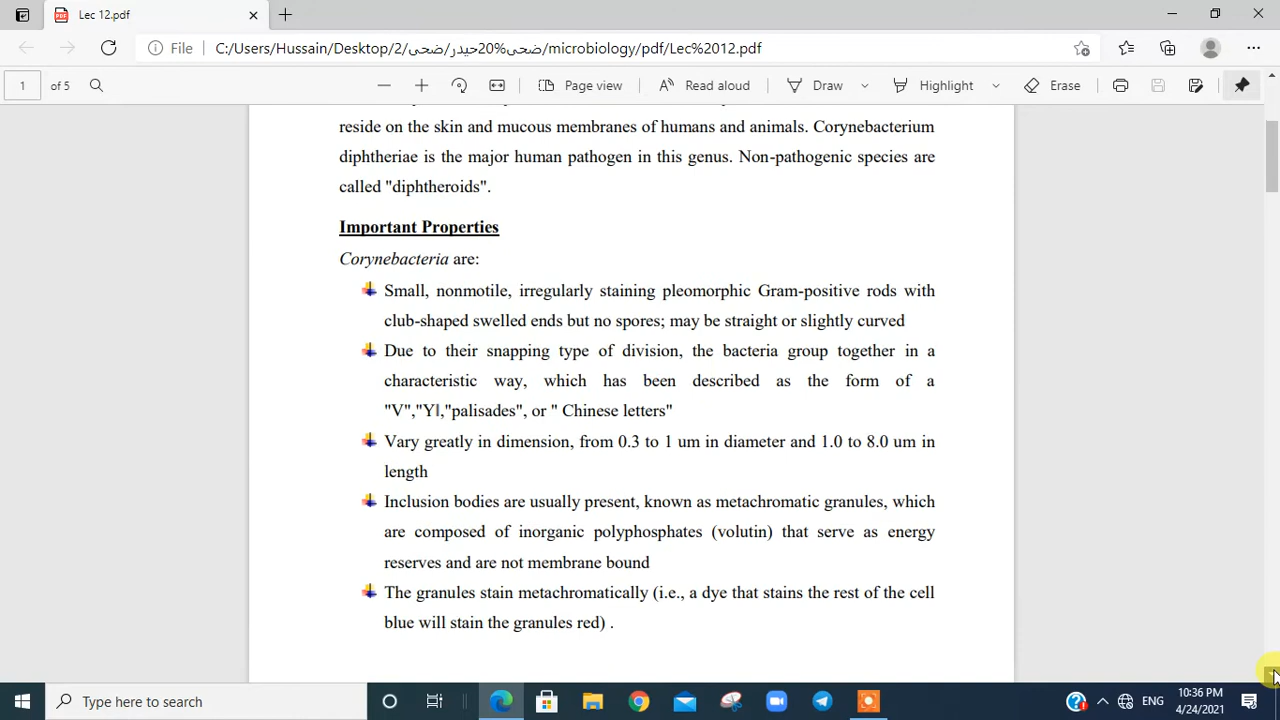 Lec 12.pdf
File
C:/Users/Hussain/Desktop/2/ضحى/حيدر%20ضحى/microbiology/pdf/Lec%2012.pdf
1 of 5
Page view
Read aloud
Draw
Highlight
Erase
reside on the skin and mucous membranes of humans and animals. Corynebacterium
diphtheriae is the major human pathogen in this genus. Non-pathogenic species are
called "diphtheroids".
Important Properties
Corynebacteria are:
Small, nonmotile, irregularly staining pleomorphic Gram-positive rods with
club-shaped swelled ends but no spores; may be straight or slightly curved
Due to their snapping type of division, the bacteria group together in a
characteristic way, which has been described as the form of a
"V","Y‖,"palisades", or " Chinese letters"
Vary greatly in dimension, from 0.3 to 1 um in diameter and 1.0 to 8.0 um in
length
Inclusion bodies are usually present, known as metachromatic granules, which
are composed of inorganic polyphosphates (volutin) that serve as energy
reserves and are not membrane bound
The granules stain metachromatically (i.e., a dye that stains the rest of the cell
blue will stain the granules red) .
Type here to search
ENG
10:36 PM
4/24/2021